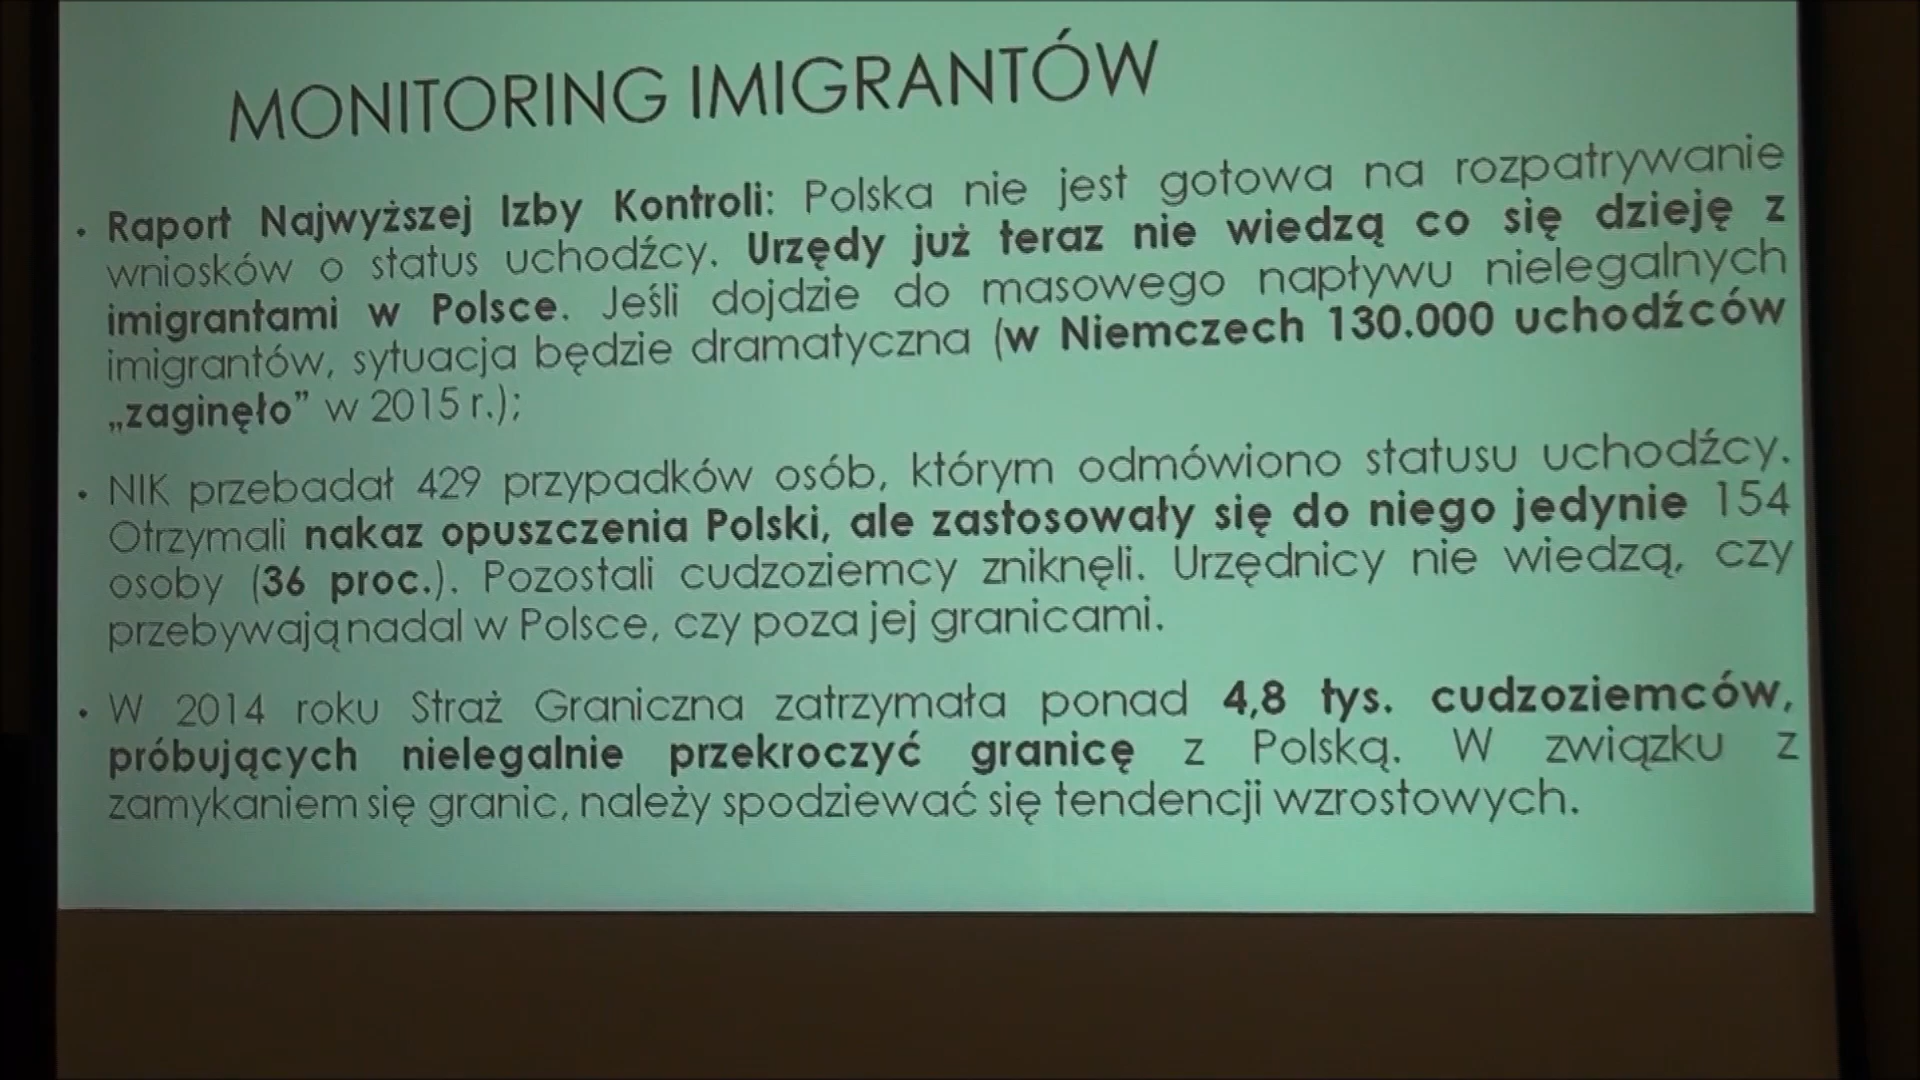 MONITORING IMIGRANTÓW
• Raport Najwyższej Izby Kontroli: Polska nie jest gotowa na rozpatrywanie
wniosków o status uchodźcy. Urzędy już teraz nie wiedzą co się dzieję z
imigrantami w Polsce. Jeśli dojdzie do masowego napływu nielegalnych
imigrantów, sytuacja będzie dramatyczna (w Niemczech 130.000 uchodźców
„zaginęło” w 2015 r.);
• NIK przebadał 429 przypadków osób, którym odmówiono statusu uchodźcy.
Otrzymali nakaz opuszczenia Polski, ale zastosowały się do niego jedynie 154
osoby (36 proc.). Pozostali cudzoziemcy zniknęli. Urzędnicy nie wiedzą, czy
przebywają nadal w Polsce, czy poza jej granicami.
• W 2014 roku Straż Graniczna zatrzymała ponad 4,8 tys. cudzoziemców,
próbujących nielegalnie przekroczyć granicę z Polską. W związku z
zamykaniem się granic, należy spodziewać się tendencji wzrostowych.